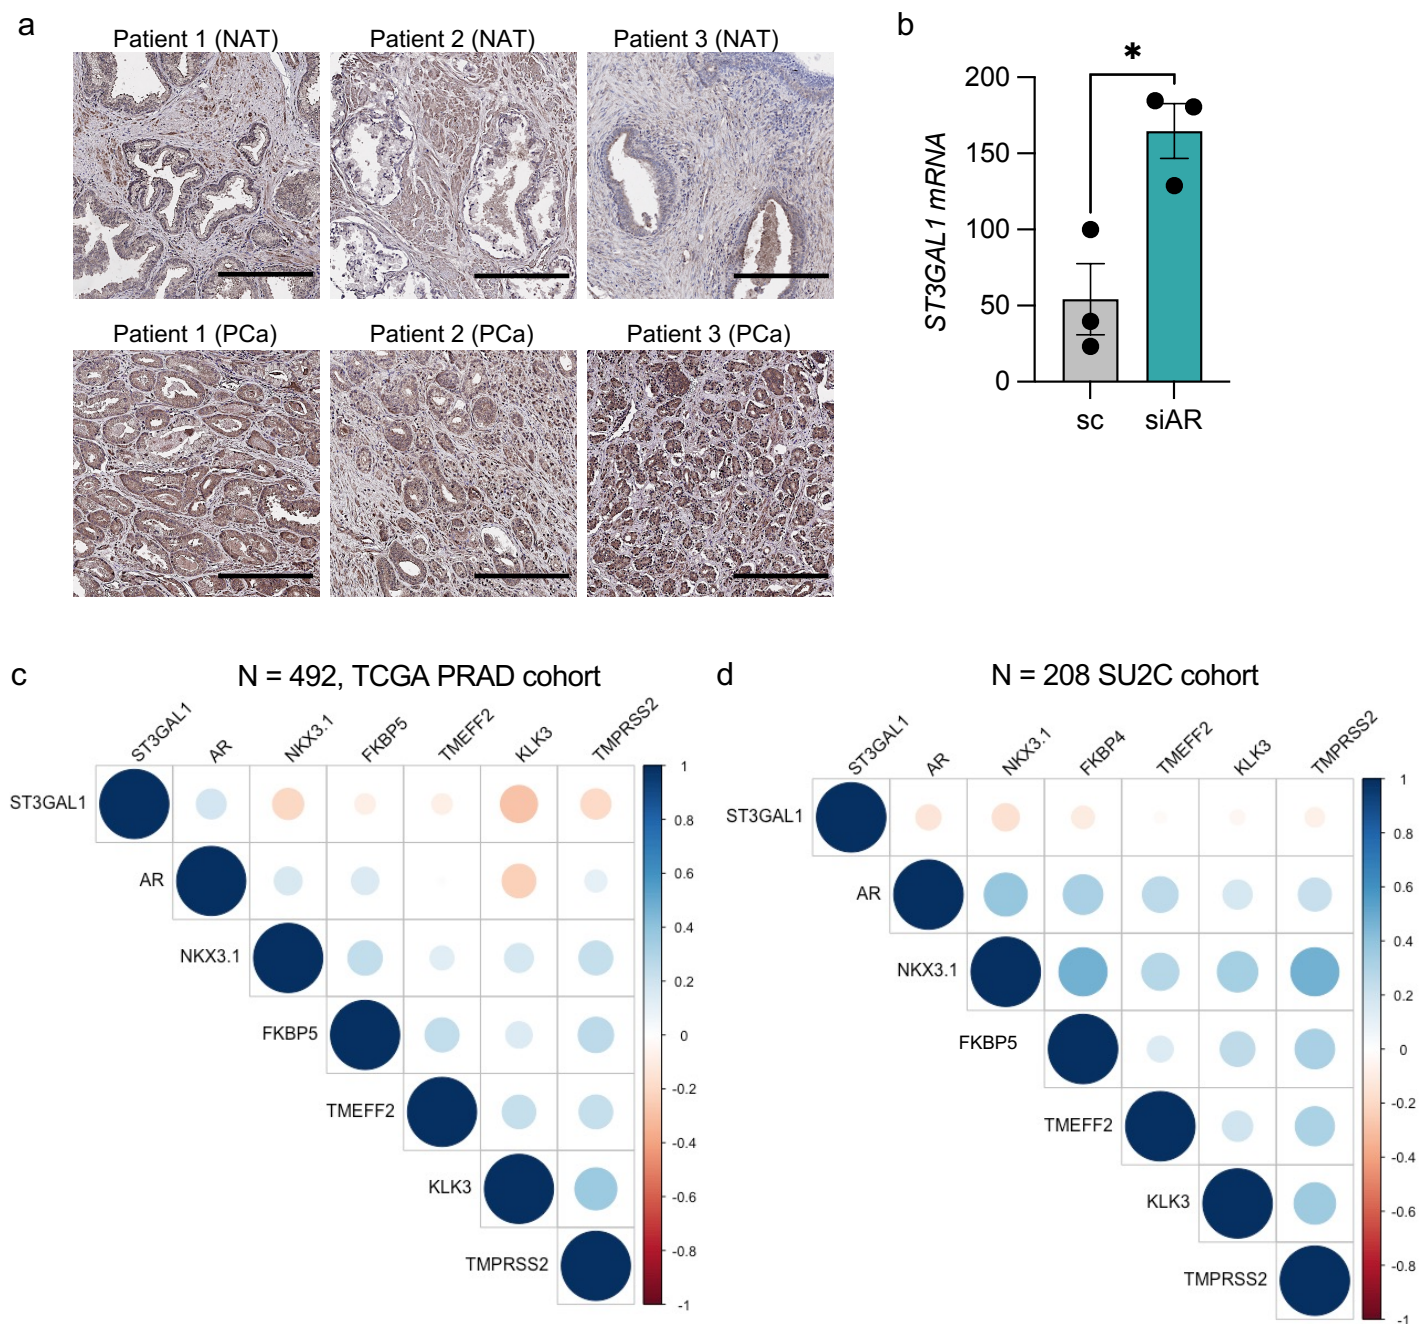 a
Patient 1 (NAT)
Patient 2 (NAT)
Patient 3 (NAT)
Patient 1 (PCa)
Patient 2 (PCa)
Patient 3 (PCa)
b
*
200
150
100
50
0
ST3GAL1 mRNA
sc
siAR
c
N = 492, TCGA PRAD cohort
ST3GAL1
AR
NKX3.1
FKBP5
TMEFF2
KLK3
TMPRSS2
ST3GAL1
AR
NKX3.1
FKBP5
TMEFF2
KLK3
TMPRSS2
1
0.8
0.6
0.4
0.2
0
-0.2
-0.4
-0.6
-0.8
-1
d
N = 208 SU2C cohort
ST3GAL1
AR
NKX3.1
FKBP4
TMEFF2
KLK3
TMPRSS2
ST3GAL1
AR
NKX3.1
FKBP5
TMEFF2
KLK3
TMPRSS2
1
0.8
0.6
0.4
0.2
0
-0.2
-0.4
-0.6
-0.8
-1